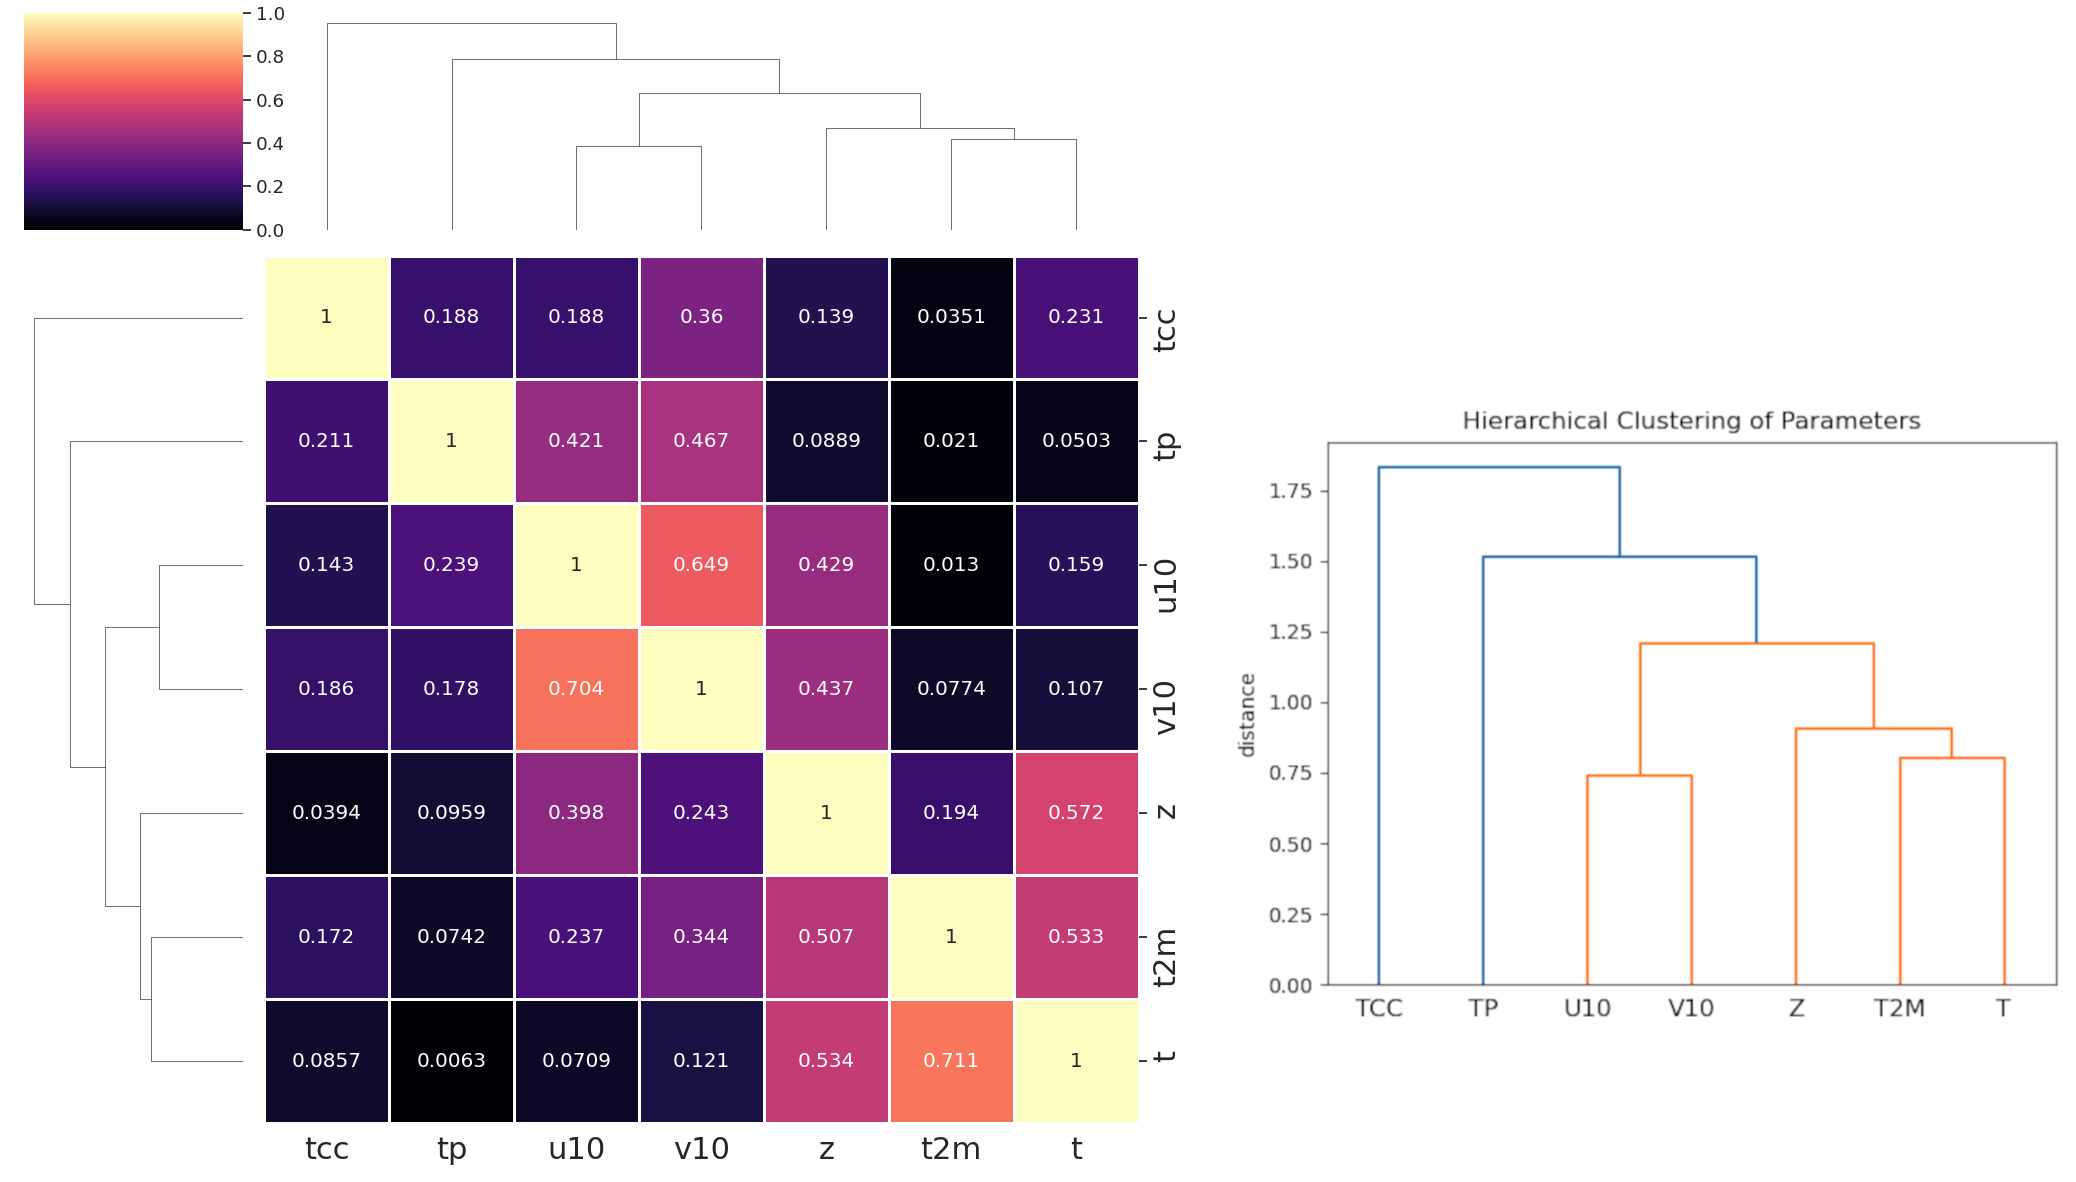 1.0
0.8
0.6
0.4
0.2
0.0
1 0.188 0.188 0.36 0.139 0.0351 0.231 tcc
0.211 1 0.421 0.467 0.0889 0.021 0.0503 tp
0.143 0.239 1 0.649 0.429 0.013 0.159 u10
0.186 0.178 0.704 1 0.437 0.0774 0.107 v10
0.0394 0.0959 0.398 0.243 1 0.194 0.572 z
0.172 0.0742 0.237 0.344 0.507 1 0.533 t2m
0.0857 0.0063 0.0709 0.121 0.534 0.711 1 t
tcc tp u10 v10 z t2m t
Hierarchical Clustering of Parameters
distance
1.75
1.50
1.25
1.00
0.75
0.50
0.25
0.00
TCC TP U10 V10 Z T2M T